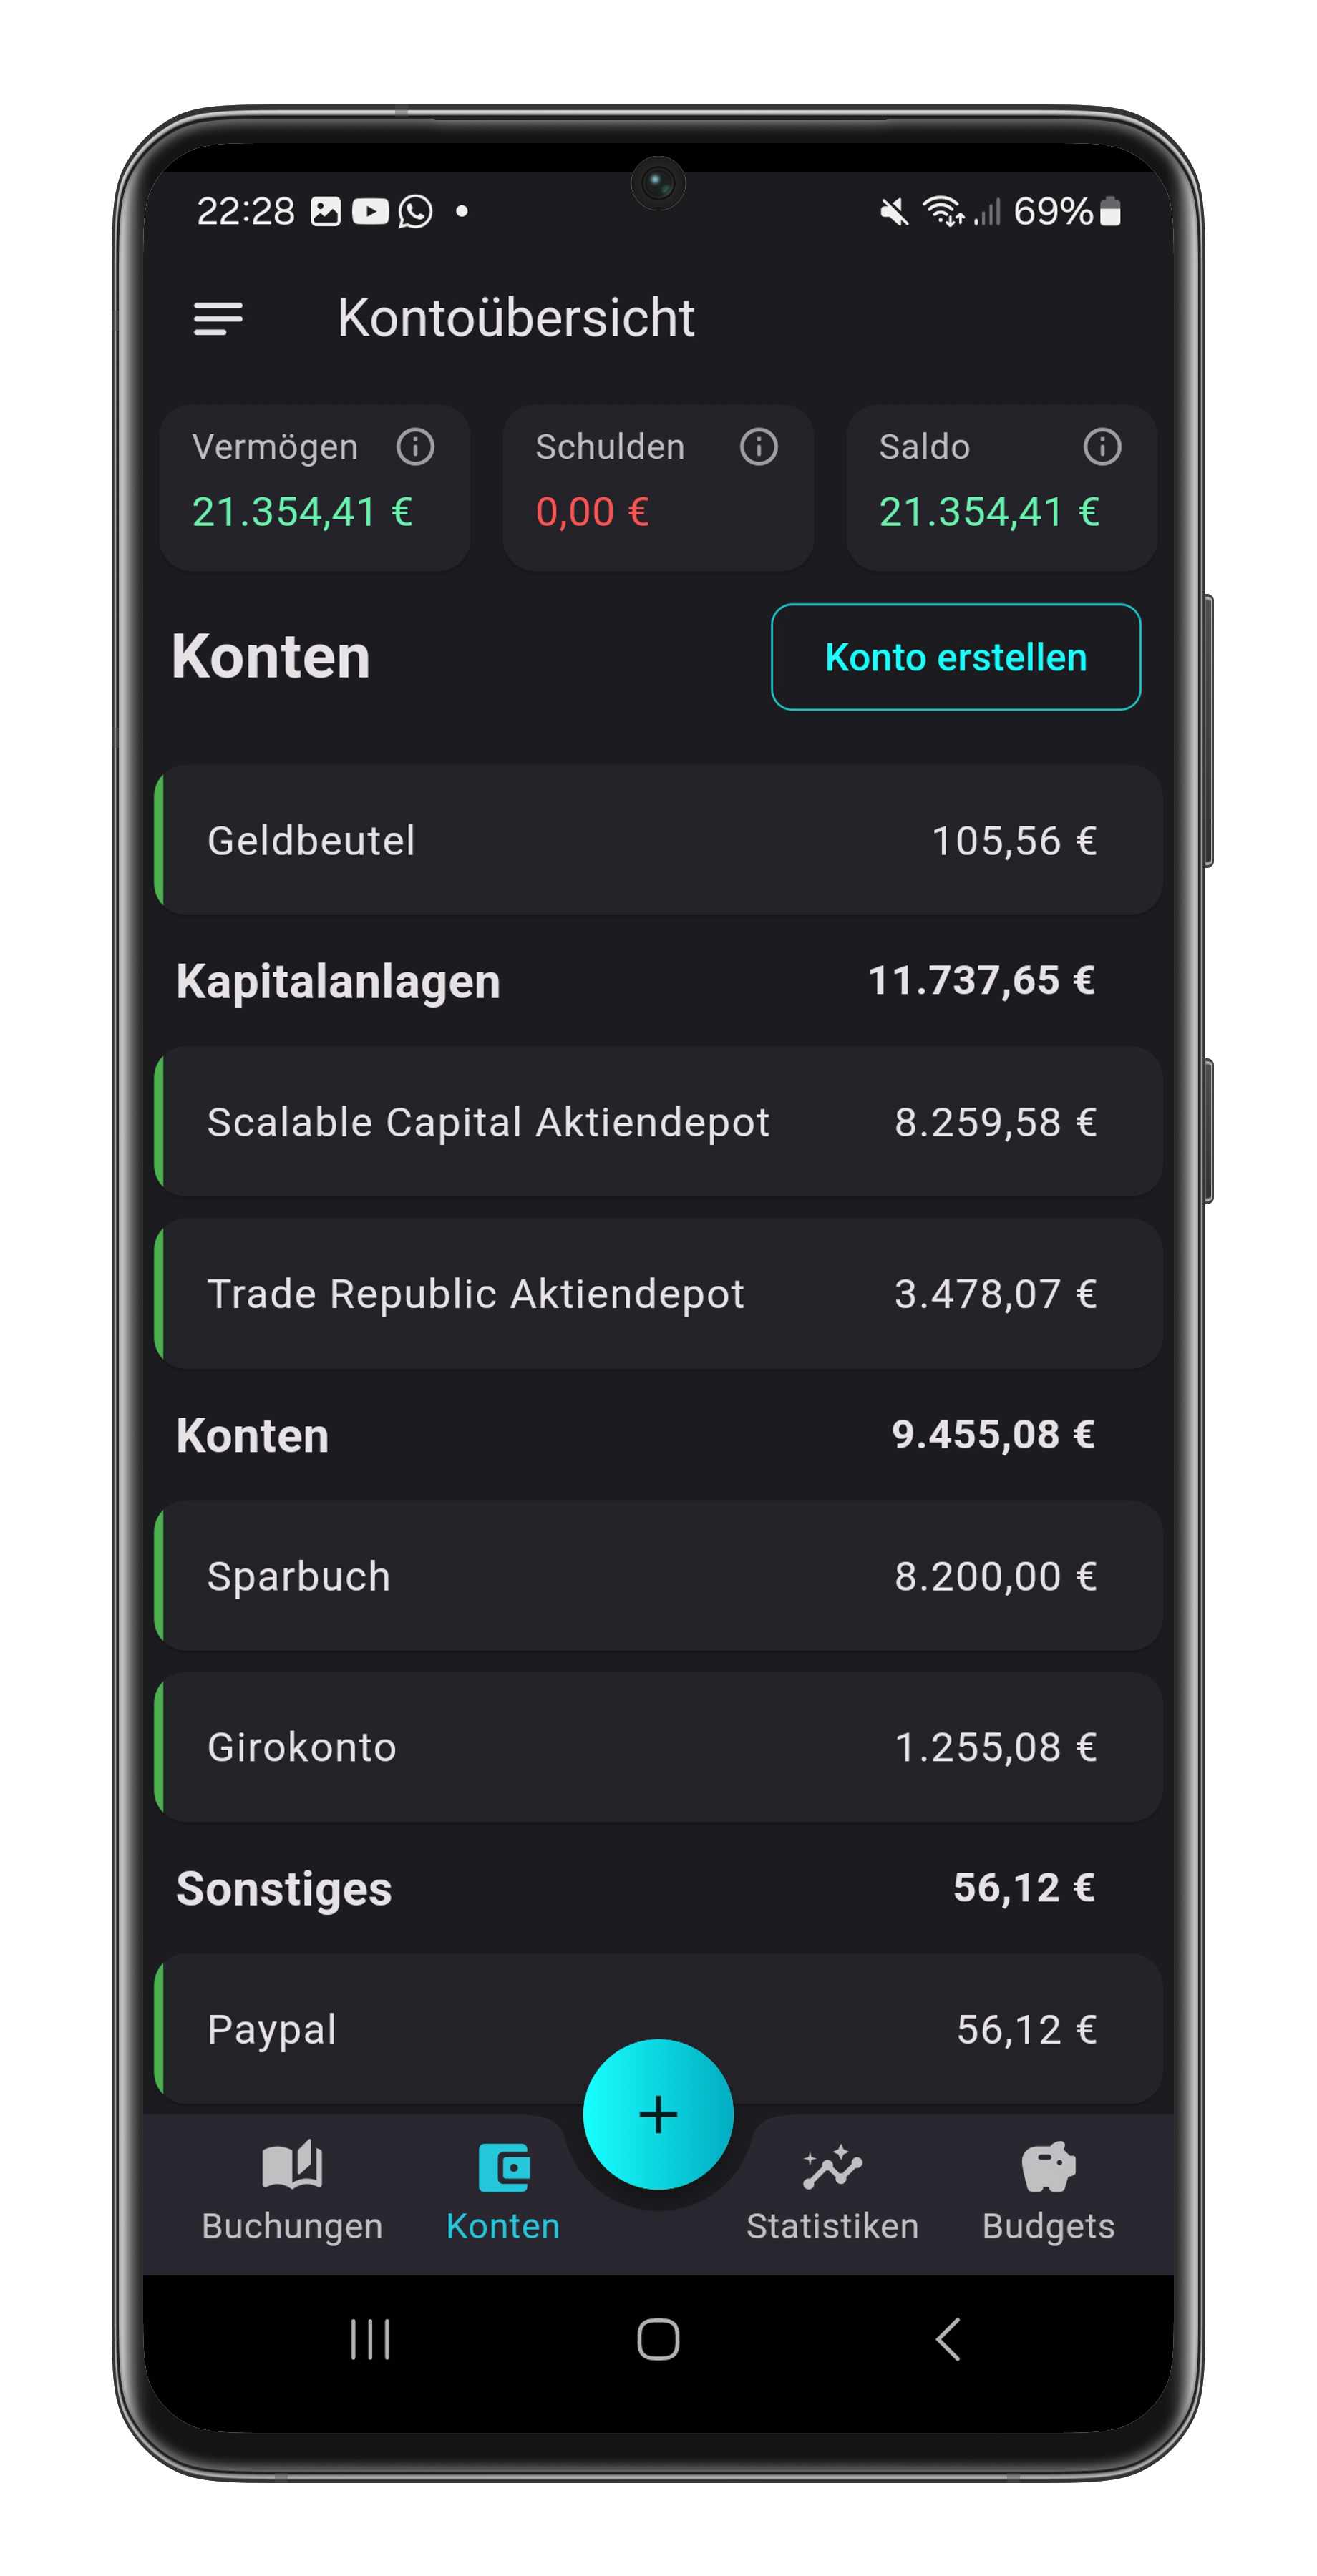 22:28 69%
Kontoübersicht
Vermögen Schulden Saldo
21.354,41 € 0,00 € 21.354,41 €
Konten Konto erstellen
Geldbeutel 105,56 €
Kapitalanlagen 11.737,65 €
Scalable Capital Aktiendepot 8.259,58 €
Trade Republic Aktiendepot 3.478,07 €
Konten 9.455,08 €
Sparbuch 8.200,00 €
Girokonto 1.255,08 €
Sonstiges 56,12 €
Paypal 56,12 €
+
Buchungen Konten Statistiken Budgets